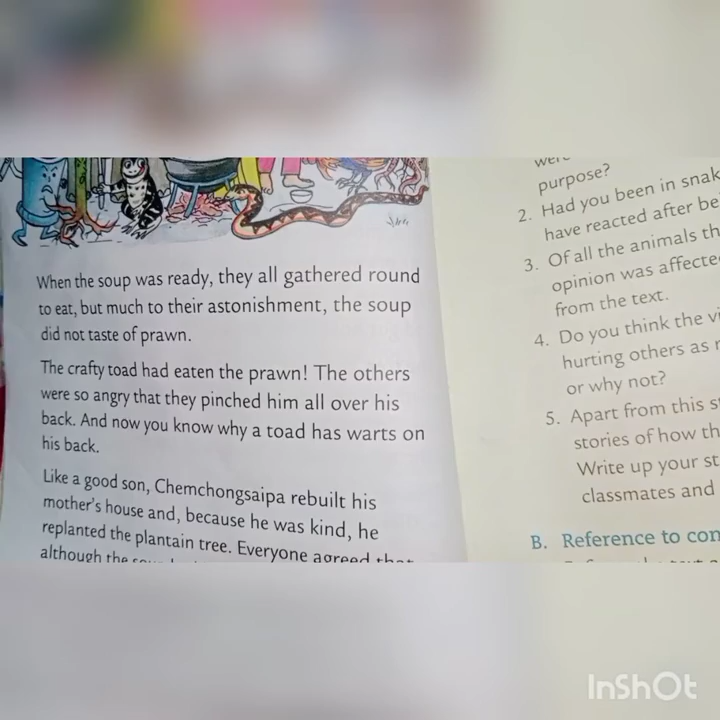 When the soup was ready, they all gathered round
to eat, but much to their astonishment, the soup
did not taste of prawn.
The crafty toad had eaten the prawn! The others
were so angry that they pinched him all over his
back. And now you know why a toad has warts on
his back.
Like a good son, Chemchongsaipa rebuilt his
mother's house and, because he was kind, he
replanted the plantain tree. Everyone agreed that
although the
purpose?
2. Had you been in snak
have reacted after be
3. Of all the animals th
opinion was affecte
from the text.
4. Do you think the vi
hurting others as r
or why not?
5. Apart from this s
stories of how th
Write up your st
classmates and
B. Reference to con
InShOt